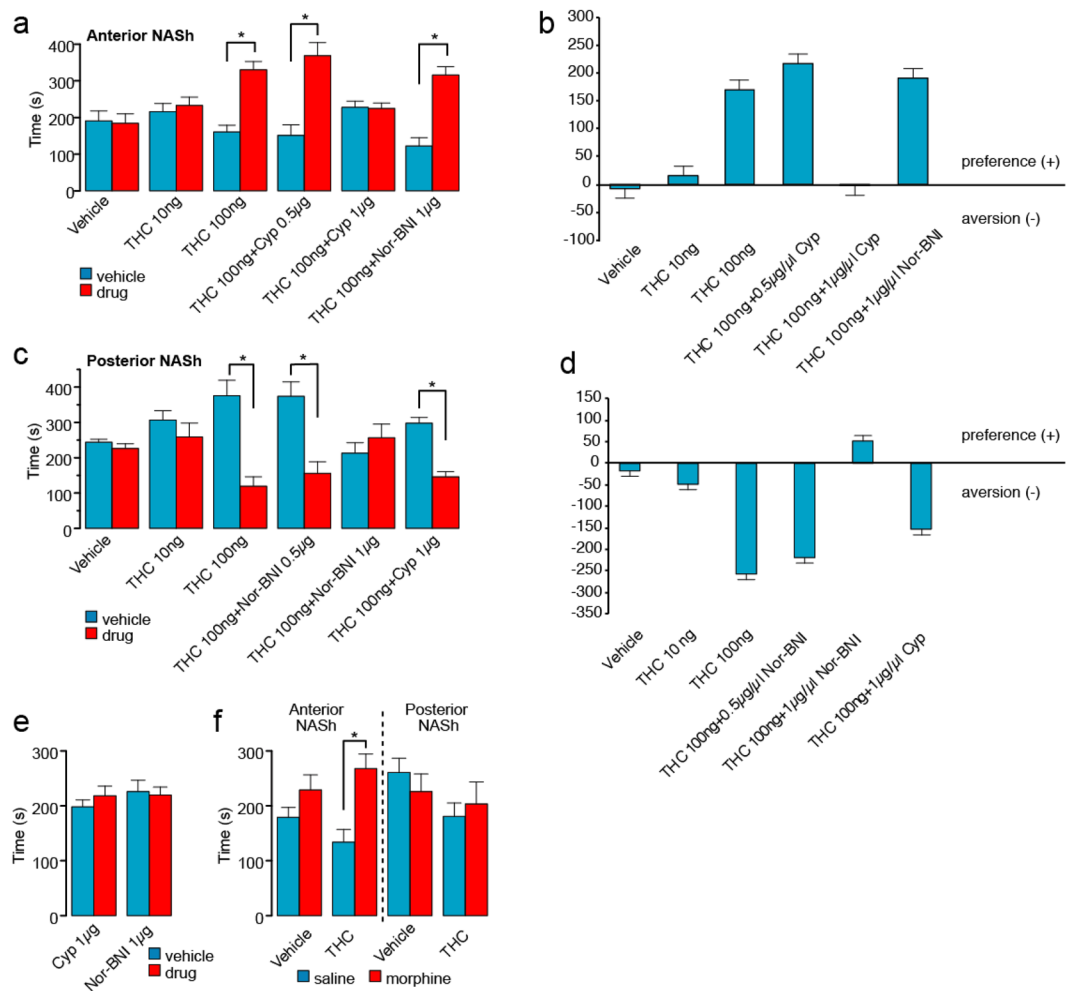 a
Anterior NASh
Time (s)
400
300
200
100
0
*
*
*
Vehicle
THC 10ng
THC 100ng
THC 100ng+Cyp 0.5µg
THC 100ng+Cyp 1µg
THC 100ng+Nor-BNI 1µg
vehicle
drug
b
300
250
200
150
100
50
0
-50
-100
preference (+)
aversion (-)
Vehicle
THC 10ng
THC 100ng
THC 100ng+0.5µg/µl Cyp
THC 100ng+1µg/µl Cyp
THC 100ng+1µg/µl Nor-BNI
c
Posterior NASh
Time (s)
400
300
200
100
0
*
*
*
Vehicle
THC 10ng
THC 100ng
THC 100ng+Nor-BNI 0.5µg
THC 100ng+Nor-BNI 1µg
THC 100ng+Cyp 1µg
vehicle
drug
d
150
100
50
0
-50
-100
-150
-200
-250
-300
-350
preference (+)
aversion (-)
Vehicle
THC 10 ng
THC 100ng
THC 100ng+0.5µg/µl Nor-BNI
THC 100ng+1µg/µl Nor-BNI
THC 100ng+1µg/µl Cyp
e
Time (s)
300
200
100
0
Cyp 1µg
Nor-BNI 1µg
vehicle
drug
f
Anterior
NASh
Posterior
NASh
Time (s)
300
200
100
0
*
Vehicle
THC
Vehicle
THC
saline
morphine